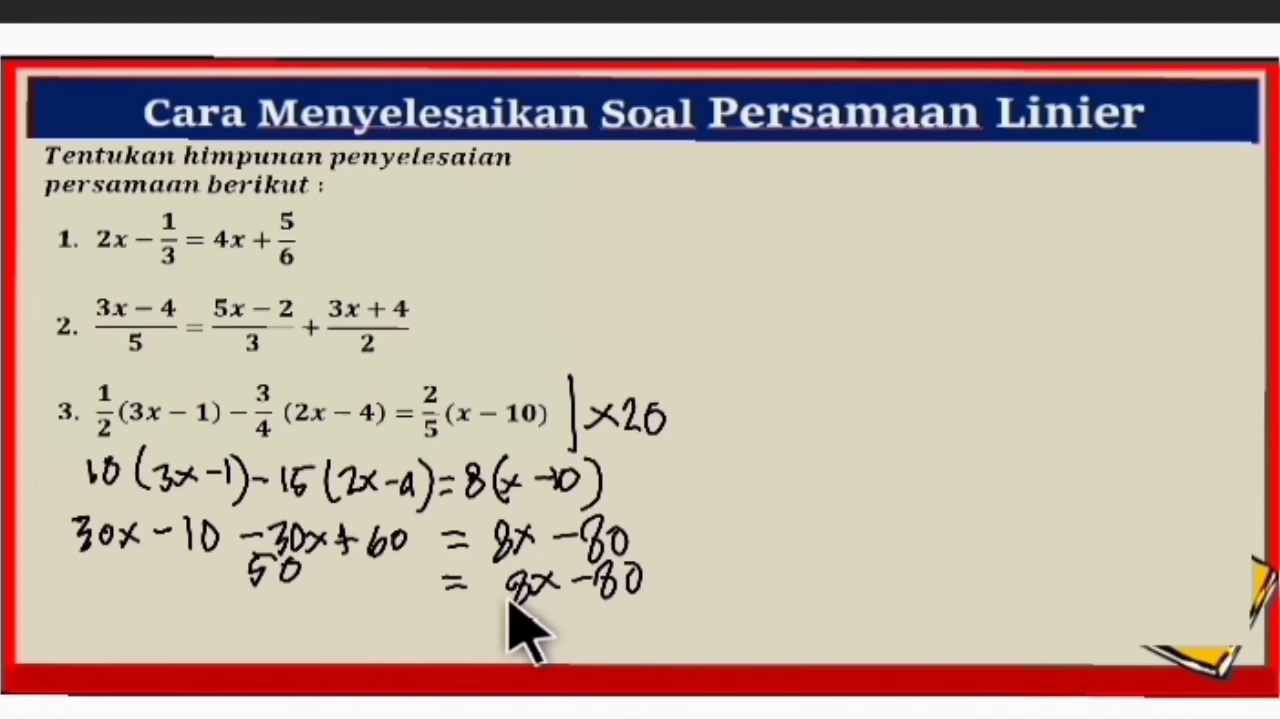 Cara Menyelesaikan Soal Persamaan Linier
Tentukan himpunan penyelesaian
persamaan berikut :
1. 2x − 1/3 = 4x + 5/6
2. (3x − 4)/5 = (5x − 2)/3 + (3x + 4)/2
3. 1/2 (3x − 1) − 3/4 (2x − 4) = 2/5 (x − 10) | ×20
10 (3x − 1) − 15 (2x − 4) = 8 (x − 10)
30x − 10 − 30x + 60 = 8x − 80
50 = 8x − 80